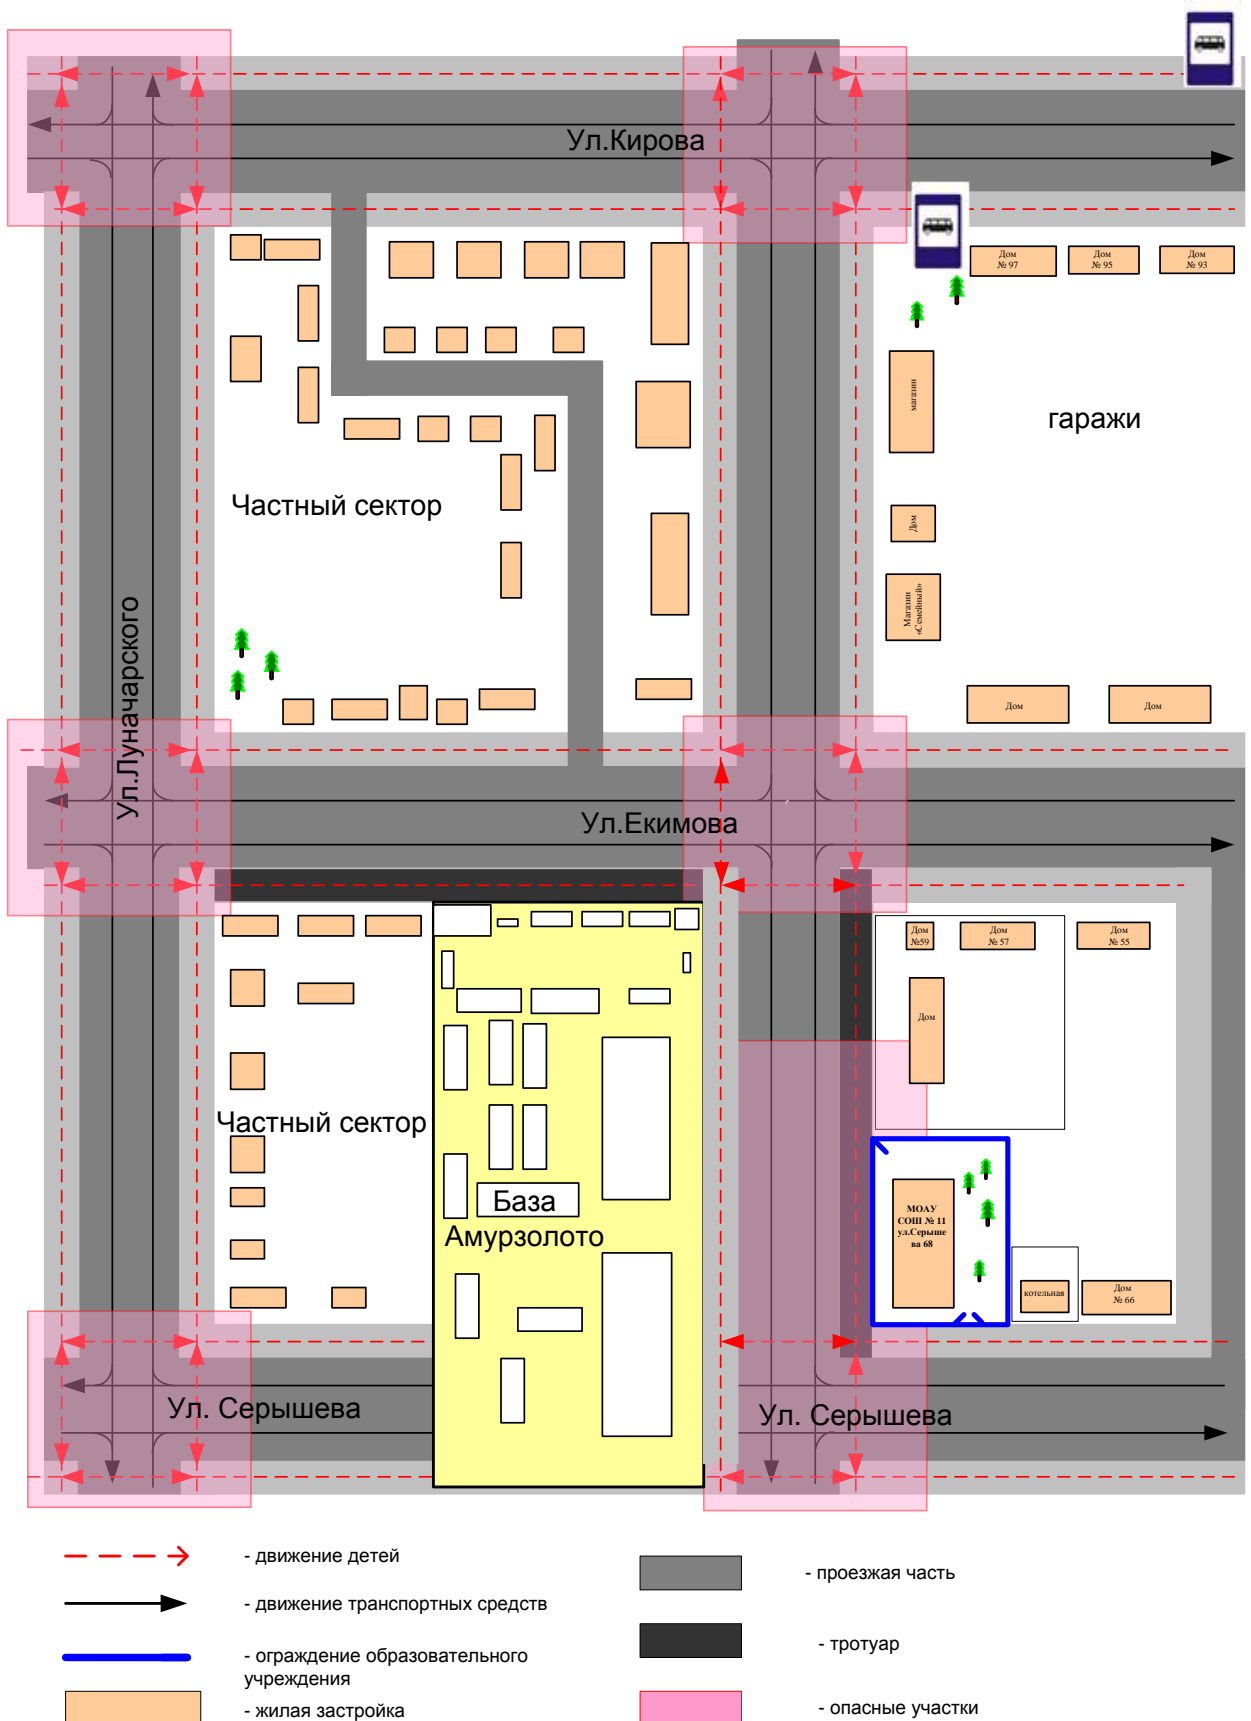 Ул.Кирова
Дом
№ 97
Дом
№ 95
Дом
№ 93
магазин
гаражи
Частный сектор
Дом
Магазин
«Семейный»
Ул.Луначарского
Дом
Дом
Ул.Екимова
Дом
№59
Дом
№ 57
Дом
№ 55
Дом
Частный сектор
База
Амурзолото
МОАУ
СОШ № 11
ул.Серыше
ва 68
котельная
Дом
№ 66
Ул. Серышева
Ул. Серышева
- движение детей
- проезжая часть
- движение транспортных средств
- тротуар
- ограждение образовательного
учреждения
- жилая застройка
- опасные участки